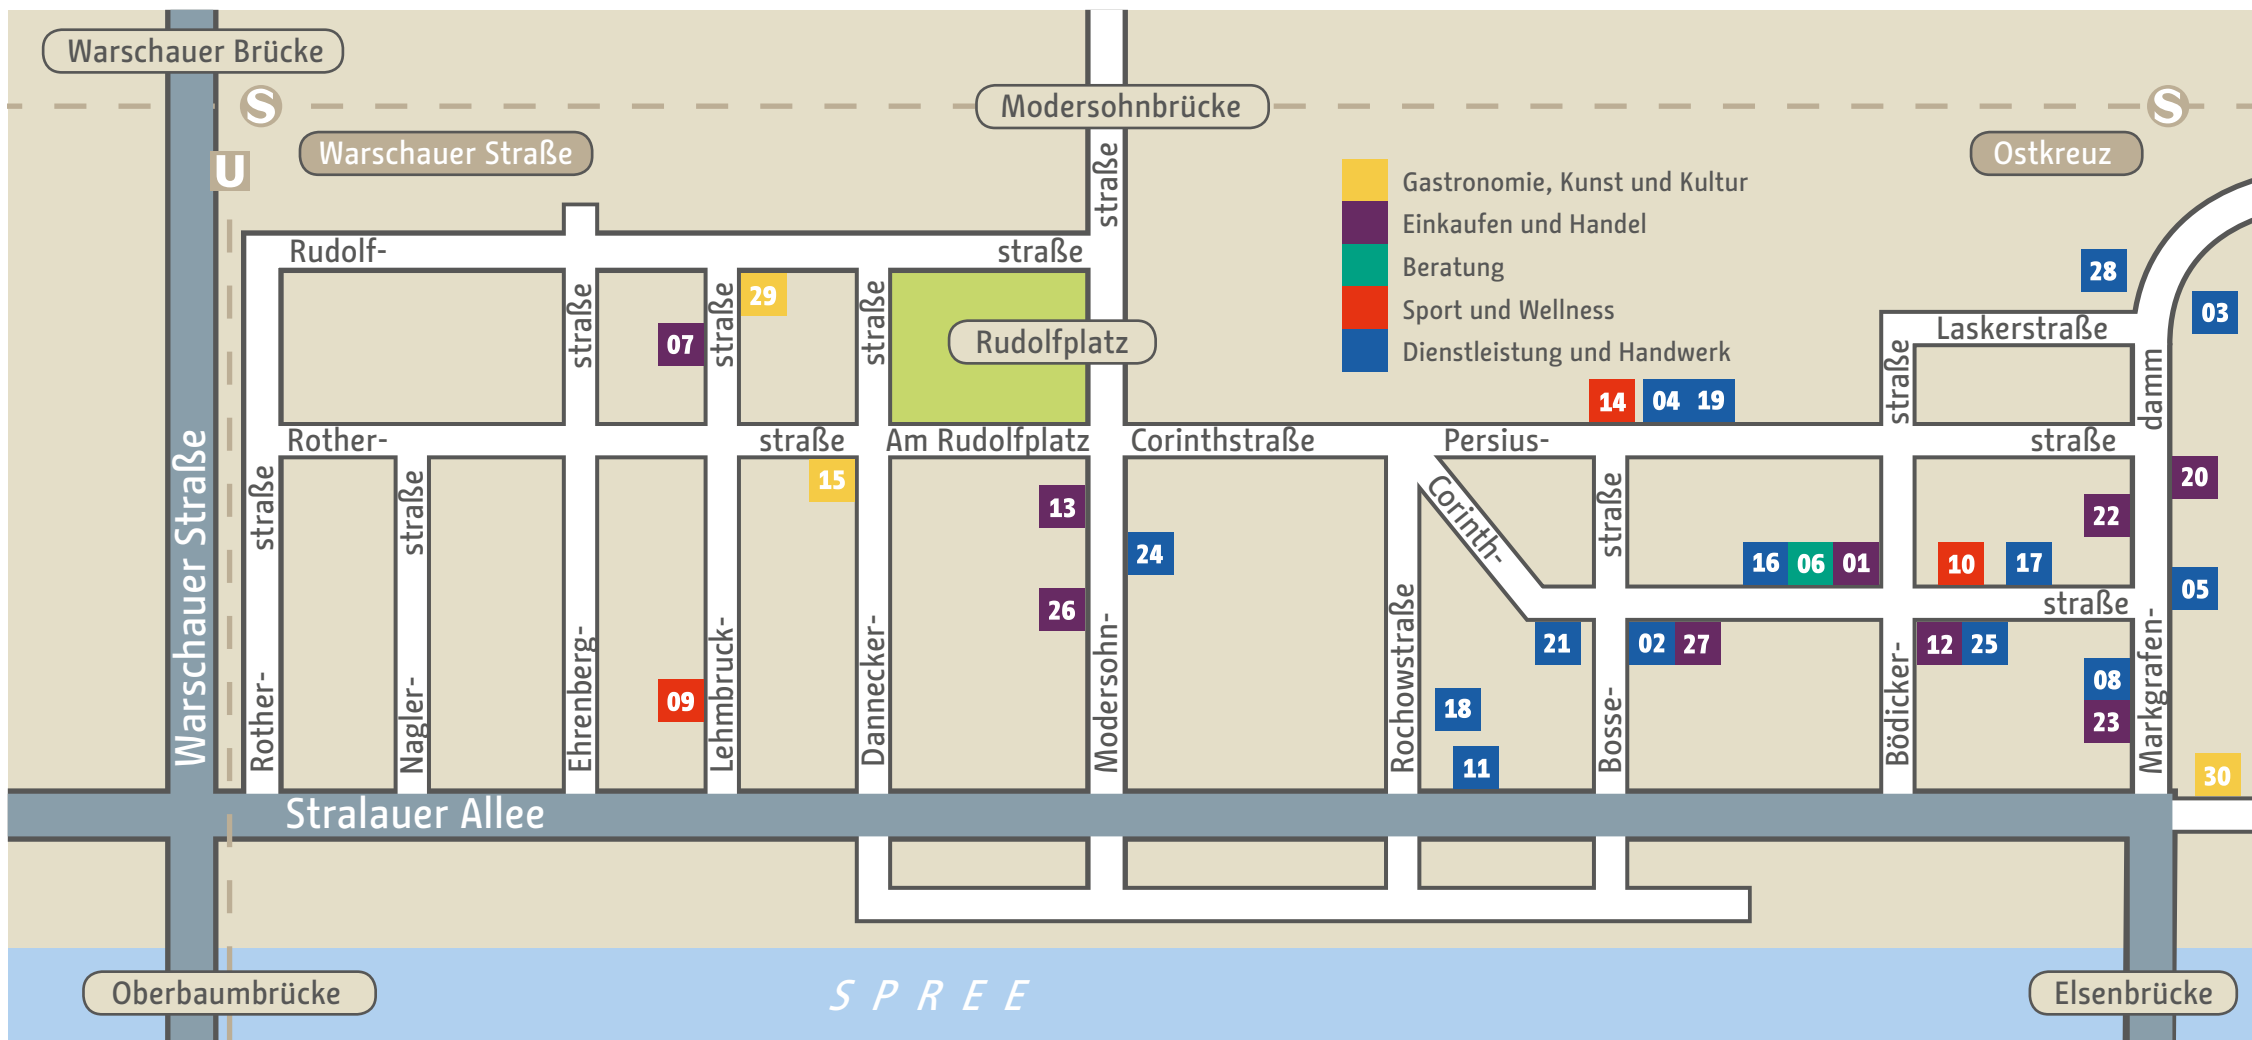 Warschauer Brücke
S
Modersohnbrücke
S
U
Warschauer Straße
Ostkreuz
straße
Gastronomie, Kunst und Kultur
Einkaufen und Handel
Beratung
Sport und Wellness
Dienstleistung und Handwerk
Rudolf-
straße
28
03
29
07
straße
straße
straße
Rudolfplatz
Laskerstraße
straße
damm
14
04 19
Rother-
straße
Am Rudolfplatz
Corinthstraße
Persius-
straße
15
13
24
26
20
22
16 06 01
10
17
05
straße
straße
straße
Corinth-
straße
21
02 27
12 25
08
23
09
18
11
30
Warschauer Straße
Rother-
Nagler-
Ehrenberg-
Lehmbruck-
Dannecker-
Modersohn-
Rochowstraße
Bosse-
Bödicker-
Markgrafen-
Stralauer Allee
Oberbaumbrücke
SPREE
Elsenbrücke